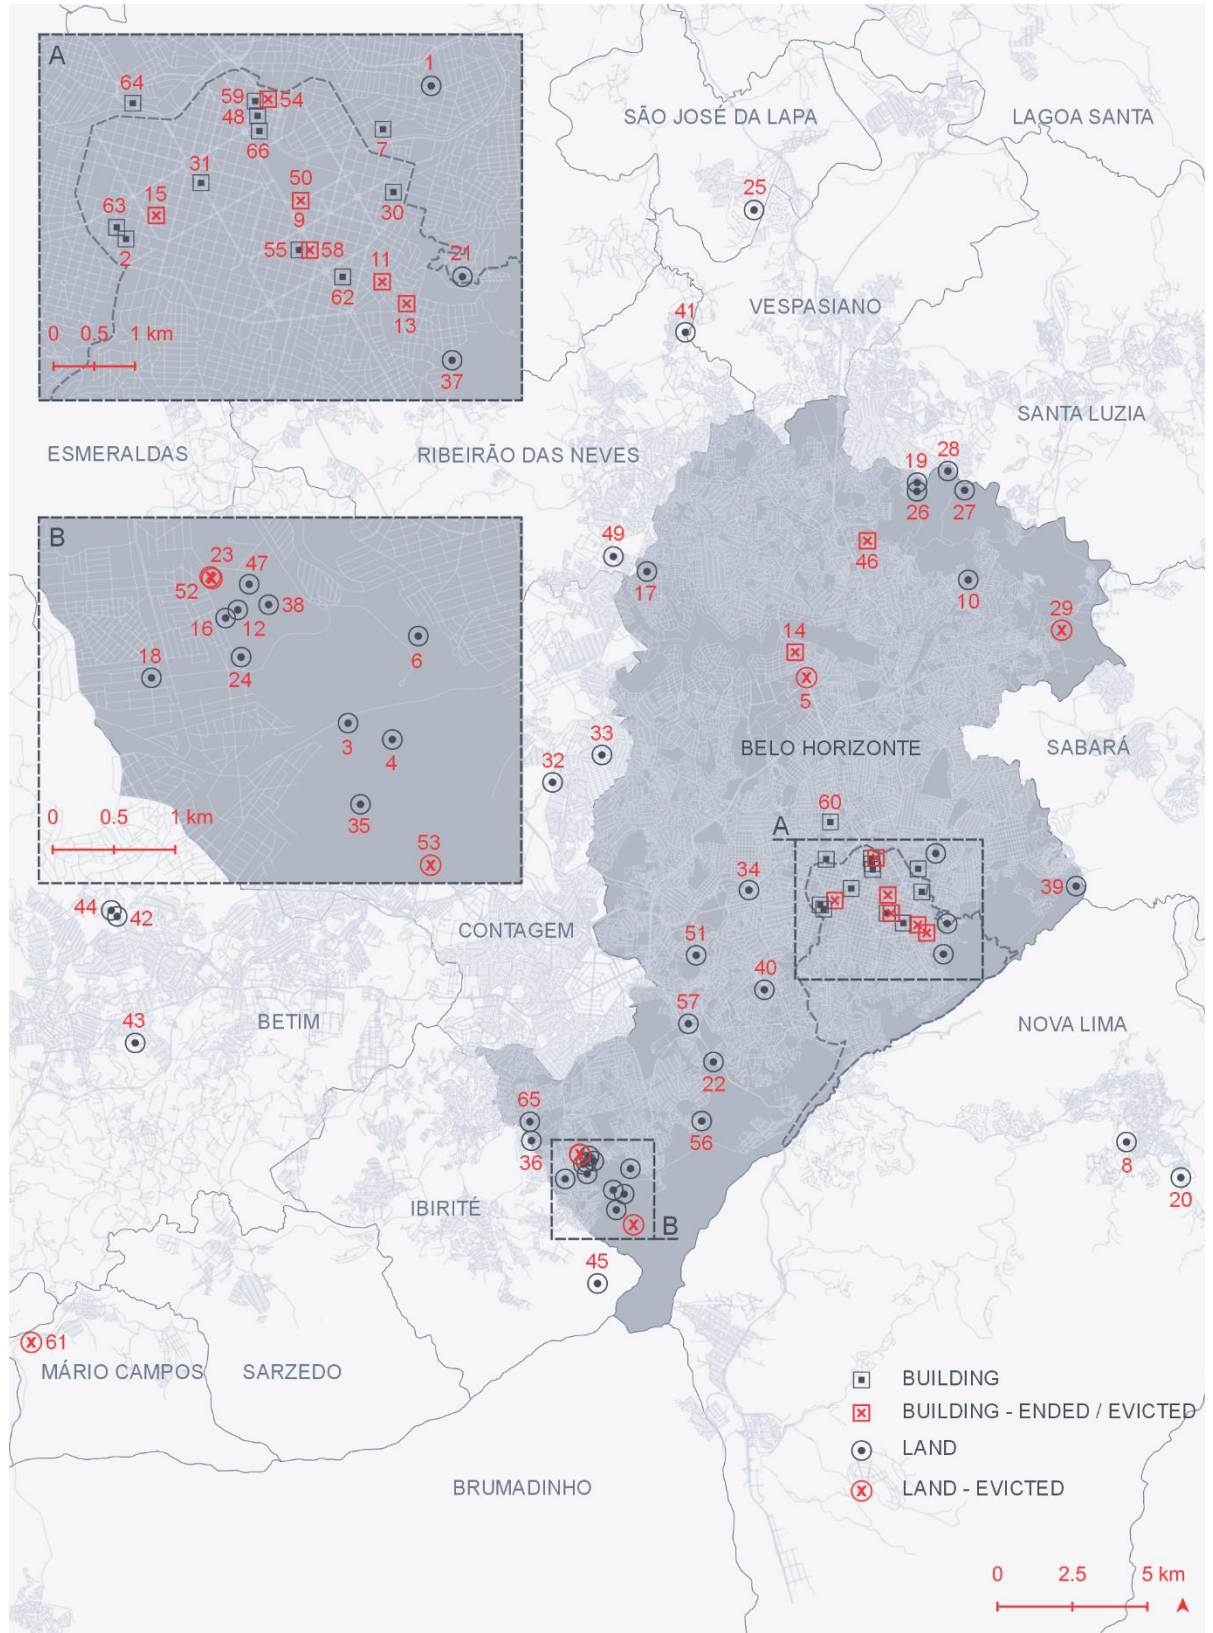 A
1
64
59
54
48
66
7
31
50
15
9
30
63
2
55
58
11
21
62
13
0 0.5 1 km
37
SÃO JOSÉ DA LAPA
LAGOA SANTA
25
41
VESPASIANO
SANTA LUZIA
ESMERALDAS
RIBEIRÃO DAS NEVES
19
28
26
27
49
17
46
10
29
14
5
B
23
47
52
38
16
12
18
24
6
3
4
35
0 0.5 1 km
53
33
32
BELO HORIZONTE
SABARÁ
60
A
34
39
44
42
CONTAGEM
51
40
57
43
BETIM
NOVA LIMA
22
65
56
36
8
20
IBIRITÉ
B
45
61
MÁRIO CAMPOS
SARZEDO
BUILDING
BUILDING - ENDED / EVICTED
LAND
LAND - EVICTED
BRUMADINHO
0 2.5 5 km